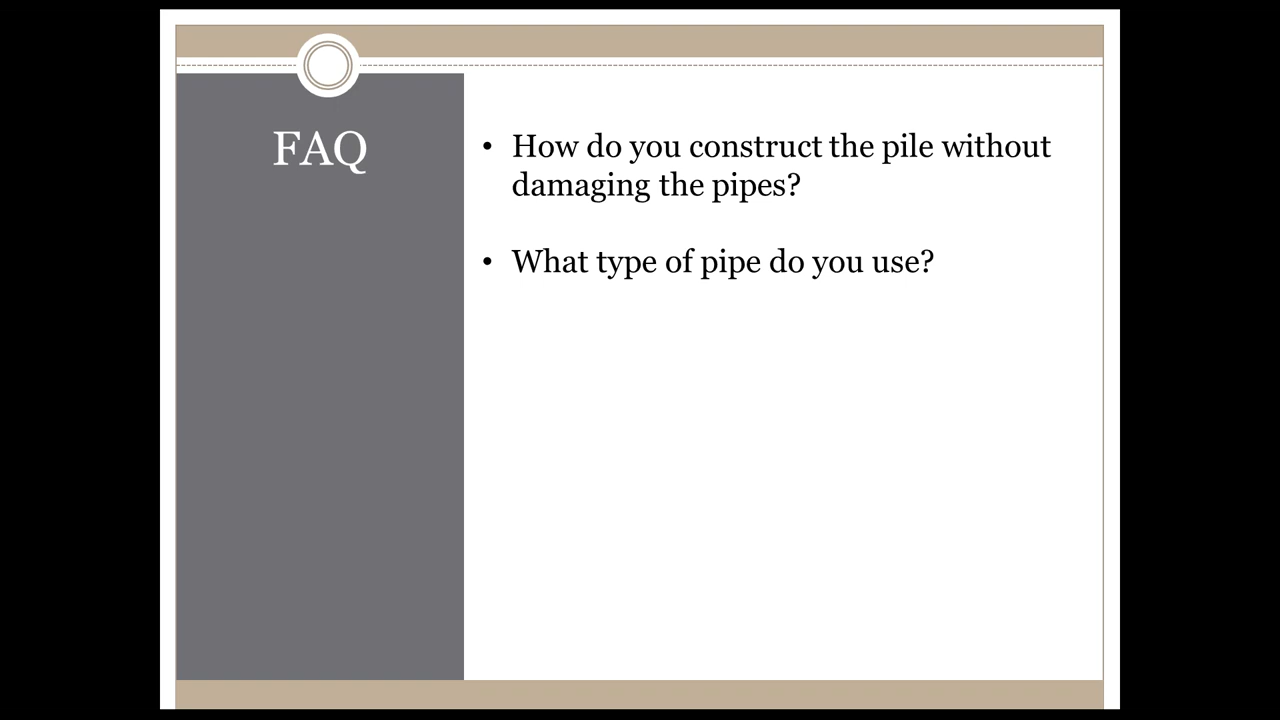 FAQ
• How do you construct the pile without
damaging the pipes?
• What type of pipe do you use?